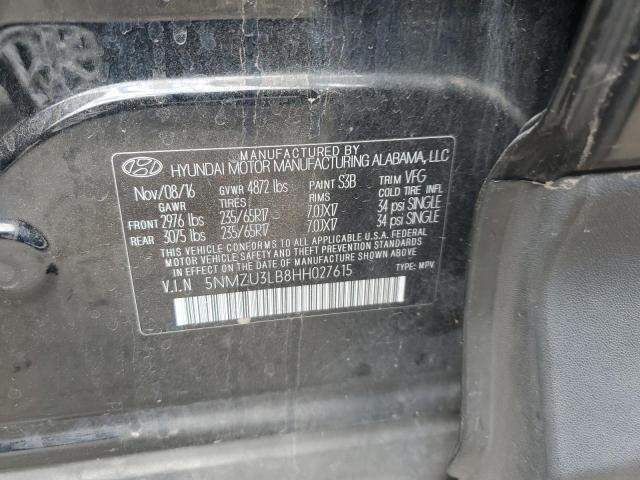 MANUFACTURED BY
HYUNDAI MOTOR MANUFACTURING ALABAMA, LLC
Nov/08/16 GVWR 4872 lbs PAINT S3B TRIM VFG
GAWR TIRES RIMS COLD TIRE INFL.
FRONT 2976 lbs 235/65R17 7.0JX17 34 psi SINGLE
REAR 3075 lbs 235/65R17 7.0JX17 34 psi SINGLE
THIS VEHICLE CONFORMS TO ALL APPLICABLE U.S.A. FEDERAL
MOTOR VEHICLE SAFETY AND THEFT PREVENTION STANDARDS
IN EFFECT ON THE DATE OF MANUFACTURE SHOWN ABOVE.
V.I.N 5NMZU3LB8HH027615 TYPE: MPV